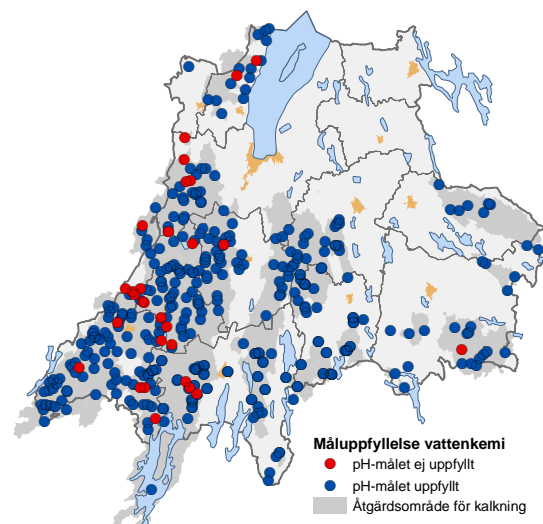 Måluppfyllelse vattenkemi
pH-målet ej uppfyllt
pH-målet uppfyllt
Åtgärdsområde för kalkning